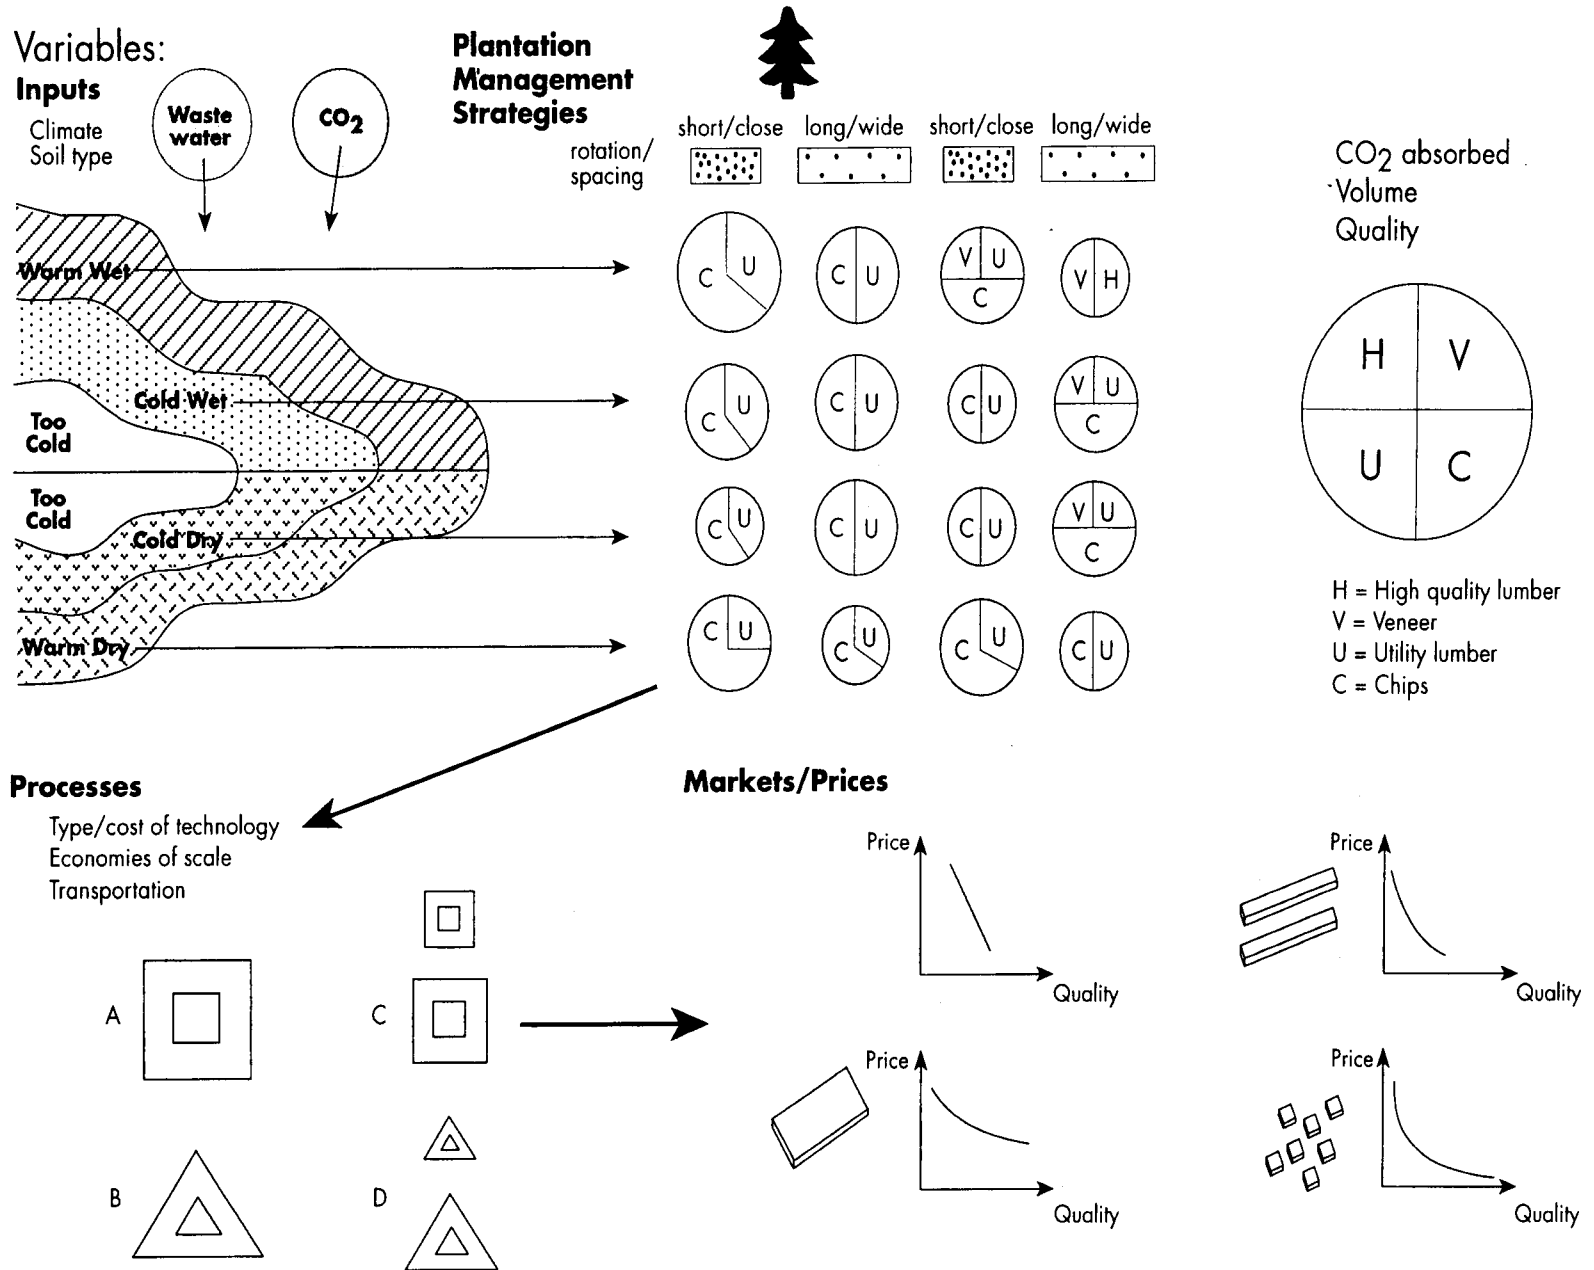 Variables:
Inputs
Climate
Soil type
Waste
water
CO2
Plantation
Management
Strategies
rotation/
spacing
short/close
long/wide
short/close
long/wide
CO2 absorbed
Volume
Quality
Warm Wet
C U
C U
V U
C
V H
Cold Wet
C U
C U
C U
V U
C
Too
Cold
Too
Cold
Cold Dry
C U
C U
C U
V U
C
Warm Dry
C U
C U
C U
C U
H V
U C
H = High quality lumber
V = Veneer
U = Utility lumber
C = Chips
Processes
Type/cost of technology
Economies of scale
Transportation
A
C
B
D
Markets/Prices
Price
Quality
Price
Quality
Price
Quality
Price
Quality